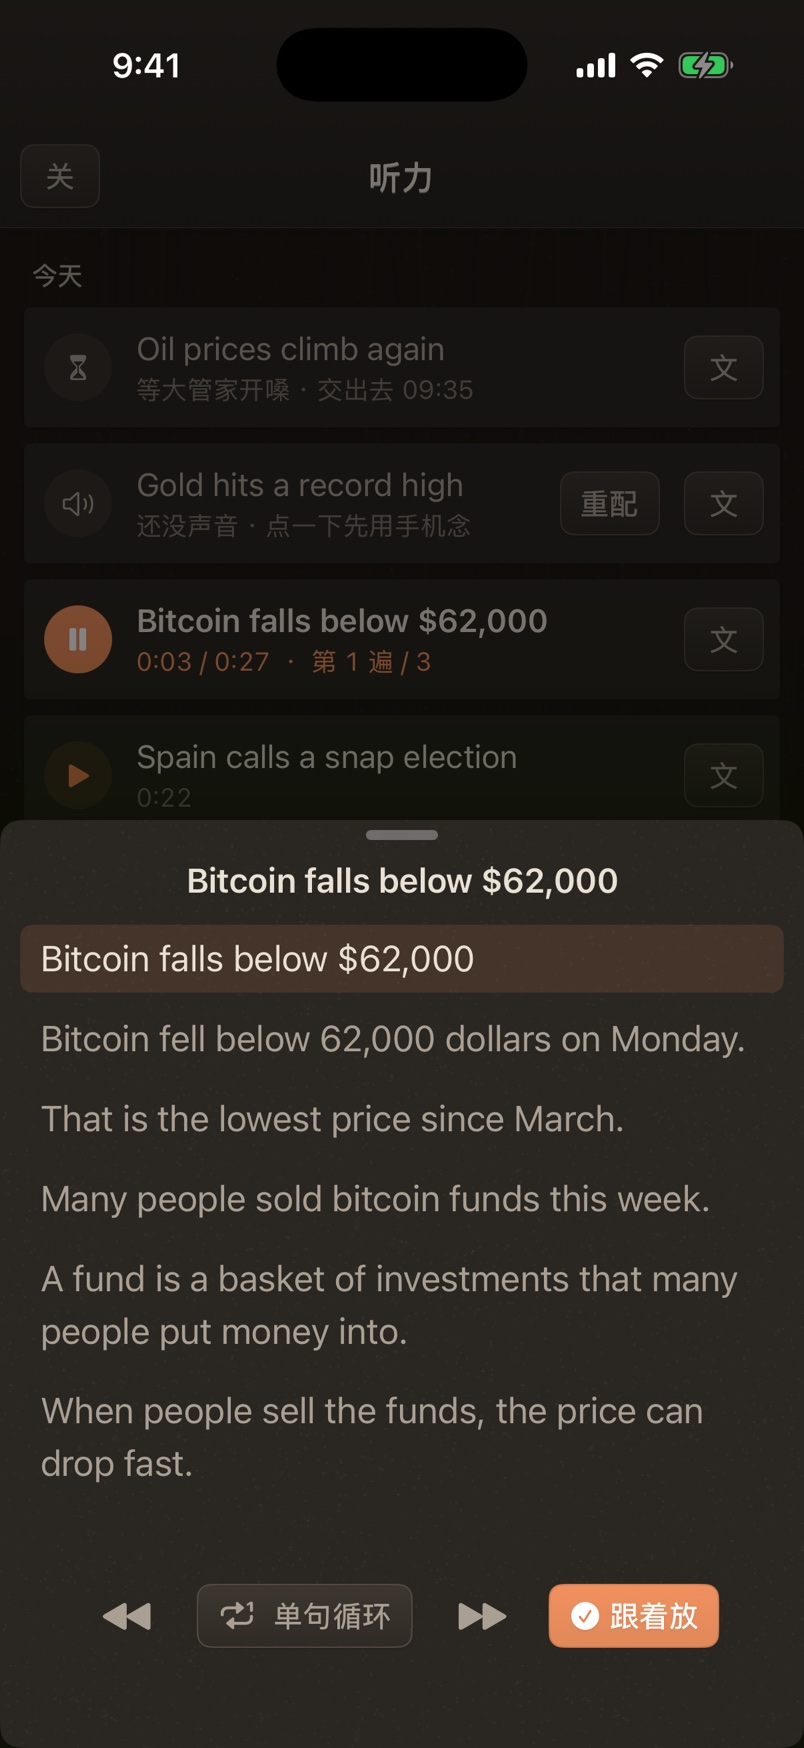 9:41
关
听力
今天
Oil prices climb again
等大管家开嗓 · 交出去 09:35
文
Gold hits a record high
还没声音 · 点一下先用手机念
重配
文
Bitcoin falls below $62,000
0:03 / 0:27 · 第 1 遍 / 3
文
Spain calls a snap election
0:22
文
Bitcoin falls below $62,000
Bitcoin falls below $62,000
Bitcoin fell below 62,000 dollars on Monday.
That is the lowest price since March.
Many people sold bitcoin funds this week.
A fund is a basket of investments that many
people put money into.
When people sell the funds, the price can
drop fast.
单句循环
跟着放